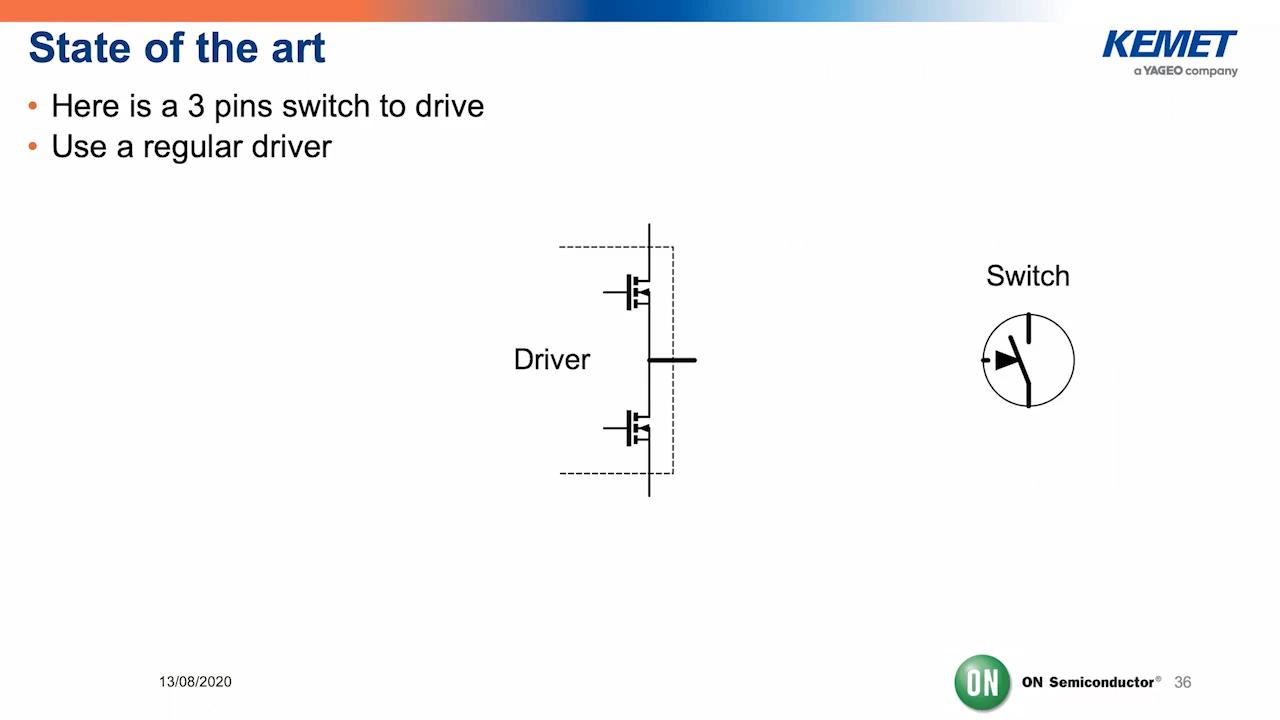 State of the art
KEMET
a YAGEO company
• Here is a 3 pins switch to drive
• Use a regular driver
Switch
Driver
13/08/2020
ON
ON Semiconductor®
36